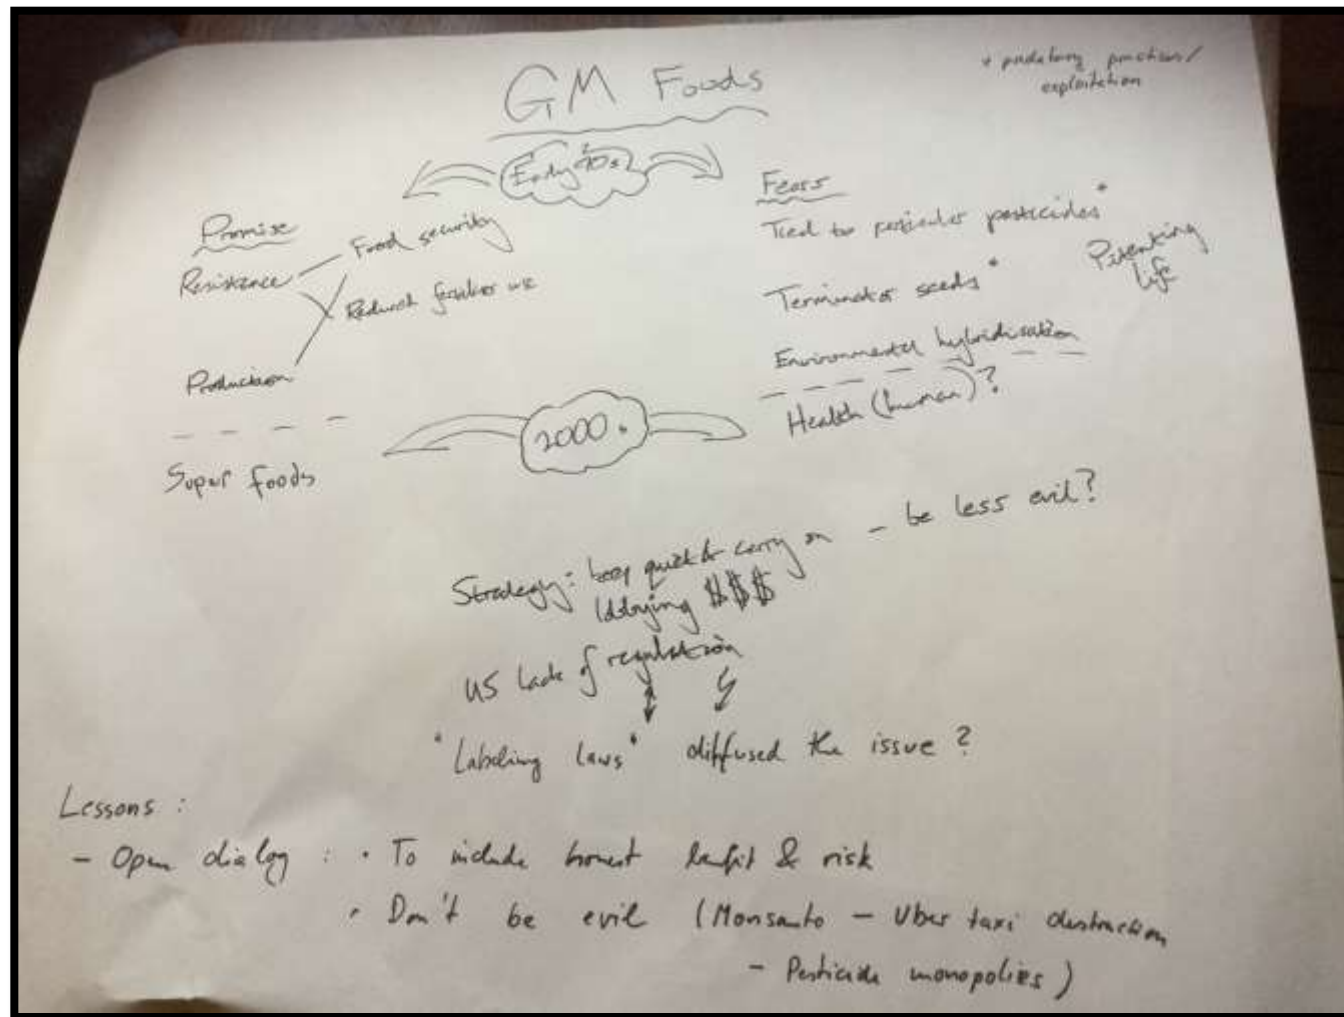 GM Foods
* predatory practices/
exploitation
Early 90s
Promise
Resistance
Food security
Reduced use
Production
Super foods
Fears
Tied to particular pesticides*
Terminator seeds*
Patenting
life
Environmental hybridisation
Health (human)?
2000s
Strategy: keep quiet & carry on - be less evil?
lobbying $$$
US lack of regulation
"Labeling laws" diffused the issue?
Lessons:
- Open dialog: • To include honest benefit & risk
• Don't be evil (Monsanto - Uber taxi destruction
- Pesticide monopolies)